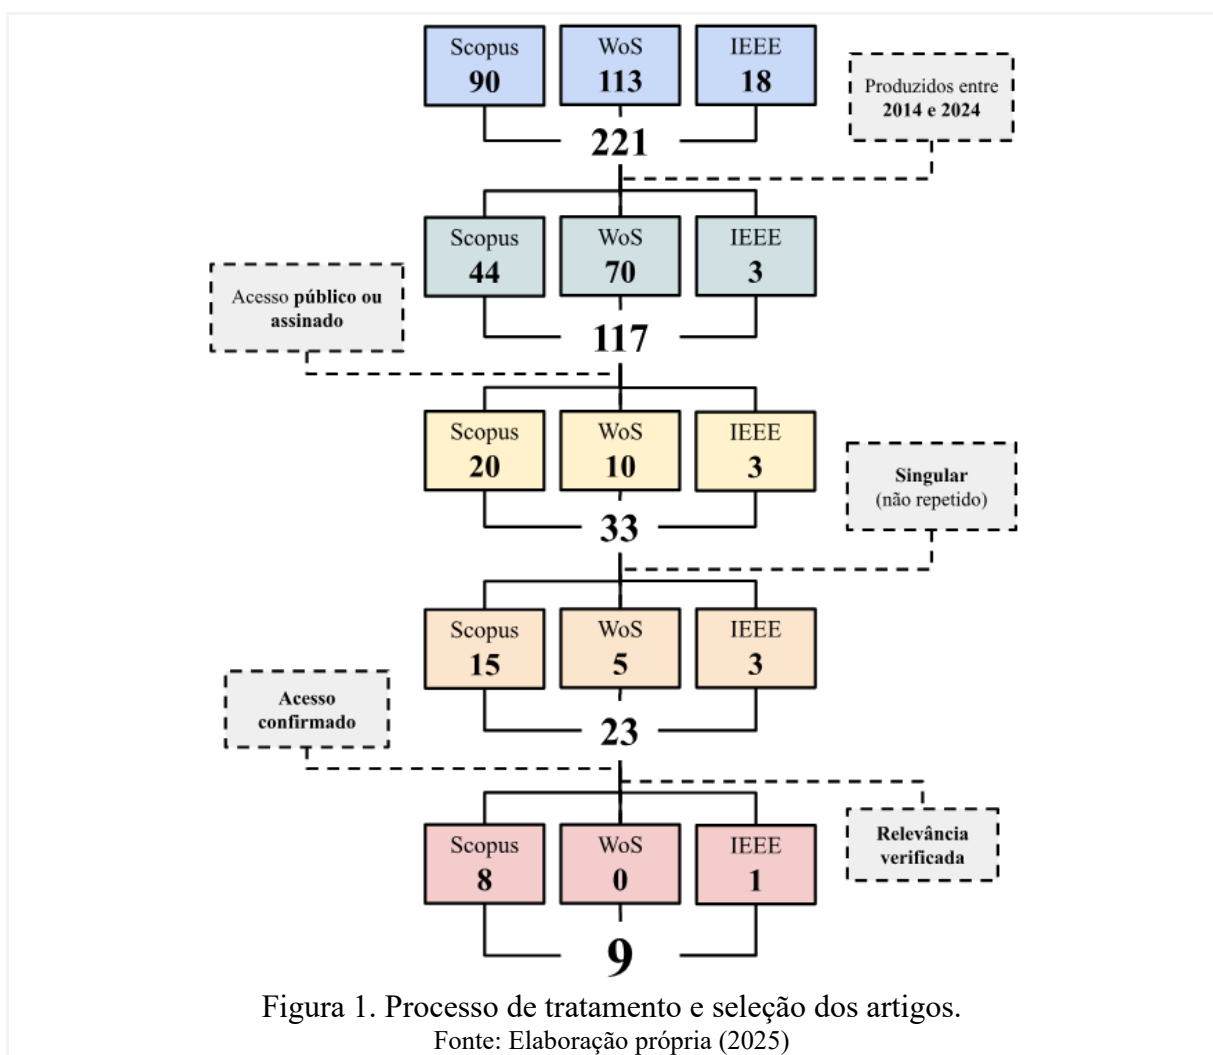 Scopus
90
WoS
113
IEEE
18
Produzidos entre
2014 e 2024
221
Scopus
44
WoS
70
IEEE
3
Acesso público ou
assinado
117
Scopus
20
WoS
10
IEEE
3
Singular
(não repetido)
33
Scopus
15
WoS
5
IEEE
3
Acesso
confirmado
23
Scopus
8
WoS
0
IEEE
1
Relevância
verificada
9
Figura 1. Processo de tratamento e seleção dos artigos.
Fonte: Elaboração própria (2025)